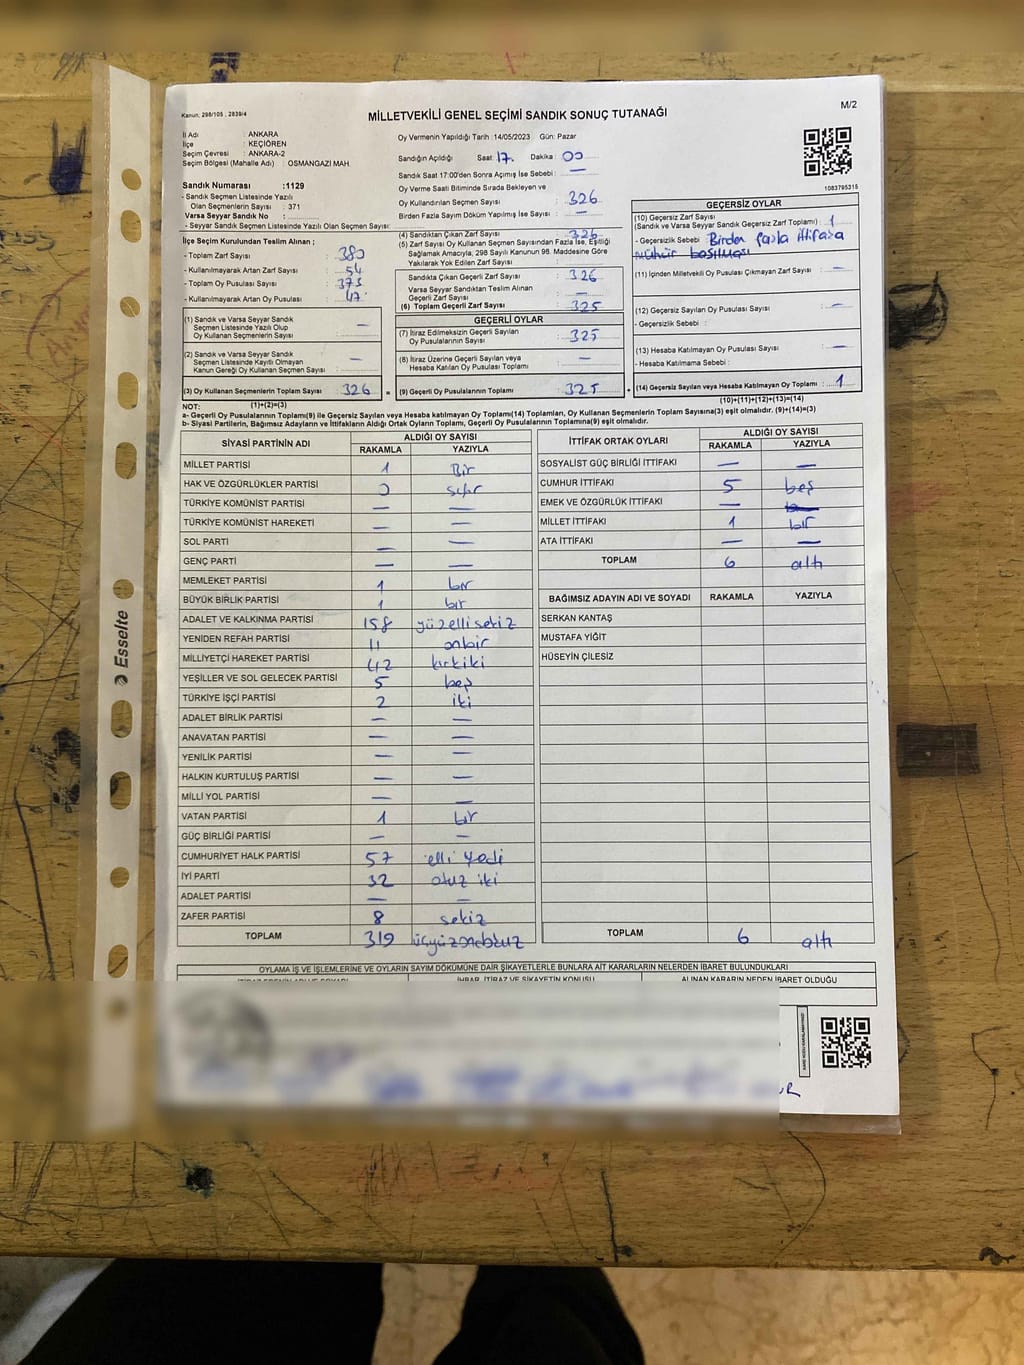 Kanun; 298/105 , 2839/4
MİLLETVEKİLİ GENEL SEÇİMİ SANDIK SONUÇ TUTANAĞI
M/2
İl Adı : ANKARA
İlçe : KEÇİÖREN
Seçim Çevresi : ANKARA-2
Seçim Bölgesi (Mahalle Adı) : OSMANGAZİ MAH.
Sandık Numarası :1129
- Sandık Seçmen Listesinde Yazılı
Olan Seçmenlerin Sayısı : 371
Varsa Seyyar Sandık No :
- Seyyar Sandık Seçmen Listesinde Yazılı Olan Seçmen Sayısı:
Oy Vermenin Yapıldığı Tarih :14/05/2023 Gün: Pazar
Sandığın Açıldığı Saat: 17. Dakika : 00
Sandık Saat 17:00'den Sonra Açımış İse Sebebi : —
Oy Verme Saati Bitiminde Sırada Bekleyen ve
Oy Kullandırılan Seçmen Sayısı : 326
Birden Fazla Sayım Döküm Yapılmış İse Sayısı : —
1083795315
İlçe Seçim Kurulundan Teslim Alınan ;
- Toplam Zarf Sayısı : 380
- Kullanılmayarak Artan Zarf Sayısı : 54
- Toplam Oy Pusulası Sayısı : 373
- Kullanılmayarak Artan Oy Pusulası : 47
(4) Sandıktan Çıkan Zarf Sayısı : 326
(5) Zarf Sayısı Oy Kullanan Seçmen Sayısından Fazla İse, Eşitliği
Sağlamak Amacıyla; 298 Sayılı Kanunun 98. Maddesine Göre
Yakılarak Yok Edilen Zarf Sayısı :
Sandıkta Çıkan Geçerli Zarf Sayısı : 326
Varsa Seyyar Sandıktan Teslim Alınan
Geçerli Zarf Sayısı : —
(6) Toplam Geçerli Zarf Sayısı : 325
GEÇERSİZ OYLAR
(10) Geçersiz Zarf Sayısı
(Sandık ve Varsa Seyyar Sandık Geçersiz Zarf Toplamı) : 1
- Geçersizlik Sebebi : Birden fazla ittifaka
mühür basılması
(11) İçinden Milletvekili Oy Pusulası Çıkmayan Zarf Sayısı : —
(12) Geçersiz Sayılan Oy Pusulası Sayısı : —
- Geçersizlik Sebebi :
(13) Hesaba Katılmayan Oy Pusulası Sayısı : —
- Hesaba Katılmama Sebebi :
(14) Geçersiz Sayılan veya Hesaba Katılmayan Oy Toplamı : 1
(1) Sandık ve Varsa Seyyar Sandık
Seçmen Listesinde Yazılı Olup
Oy Kullanan Seçmenlerin Sayısı : —
(2) Sandık ve Varsa Seyyar Sandık
Seçmen Listesinde Kayıtlı Olmayan
Kanun Gereği Oy Kullanan Seçmen Sayısı : —
(3) Oy Kullanan Seçmenlerin Toplam Sayısı : 326 =
GEÇERLİ OYLAR
(7) İtiraz Edilmeksizin Geçerli Sayılan
Oy Pusulalarının Sayısı : 325
(8) İtiraz Üzerine Geçerli Sayılan veya
Hesaba Katılan Oy Pusulası Toplamı : —
(9) Geçerli Oy Pusulalarının Toplamı : 325 +
NOT: (1)+(2)=(3)
(10)+(11)+(12)+(13)=(14)
a- Geçerli Oy Pusulalarının Toplamı(9) ile Geçersiz Sayılan veya Hesaba katılmayan Oy Toplamı(14) Toplamları, Oy Kullanan Seçmenlerin Toplam Sayısına(3) eşit olmalıdır. (9)+(14)=(3)
b- Siyasi Partilerin, Bağımsız Adayların ve İttifakların Aldığı Ortak Oyların Toplamı, Geçerli Oy Pusulalarının Toplamına(9) eşit olmalıdır.
SİYASİ PARTİNİN ADI ALDIĞI OY SAYISI
RAKAMLA YAZIYLA
MİLLET PARTİSİ 1 Bir
HAK VE ÖZGÜRLÜKLER PARTİSİ 0 sıfır
TÜRKİYE KOMÜNİST PARTİSİ — —
TÜRKİYE KOMÜNİST HAREKETİ — —
SOL PARTİ — —
GENÇ PARTİ — —
MEMLEKET PARTİSİ 1 bir
BÜYÜK BİRLİK PARTİSİ 1 bir
ADALET VE KALKINMA PARTİSİ 158 yüzellisekiz
YENİDEN REFAH PARTİSİ 11 onbir
MİLLİYETÇİ HAREKET PARTİSİ 42 kırkiki
YEŞİLLER VE SOL GELECEK PARTİSİ 5 beş
TÜRKİYE İŞÇİ PARTİSİ 2 iki
ADALET BİRLİK PARTİSİ — —
ANAVATAN PARTİSİ — —
YENİLİK PARTİSİ — —
HALKIN KURTULUŞ PARTİSİ — —
MİLLİ YOL PARTİSİ — —
VATAN PARTİSİ 1 bir
GÜÇ BİRLİĞİ PARTİSİ — —
CUMHURİYET HALK PARTİSİ 57 elli yedi
İYİ PARTİ 32 otuz iki
ADALET PARTİSİ — —
ZAFER PARTİSİ 8 sekiz
TOPLAM 319 üçyüzondokuz
İTTİFAK ORTAK OYLARI ALDIĞI OY SAYISI
RAKAMLA YAZIYLA
SOSYALİST GÜÇ BİRLİĞİ İTTİFAKI — —
CUMHUR İTTİFAKI 5 beş
EMEK VE ÖZGÜRLÜK İTTİFAKI —
MİLLET İTTİFAKI 1 bir
ATA İTTİFAKI — —
TOPLAM 6 altı
BAĞIMSIZ ADAYIN ADI VE SOYADI RAKAMLA YAZIYLA
SERKAN KANTAŞ
MUSTAFA YİĞİT
HÜSEYİN ÇİLESİZ
TOPLAM 6 altı
OYLAMA İŞ VE İŞLEMLERİNE VE OYLARIN SAYIM DÖKÜMÜNE DAİR ŞİKAYETLERLE BUNLARA AİT KARARLARIN NELERDEN İBARET BULUNDUKLARI
İHBAR, İTİRAZ VE ŞİKAYETİN KONUSU ALINAN KARARIN NEDEN İBARET OLDUĞU
Esselte